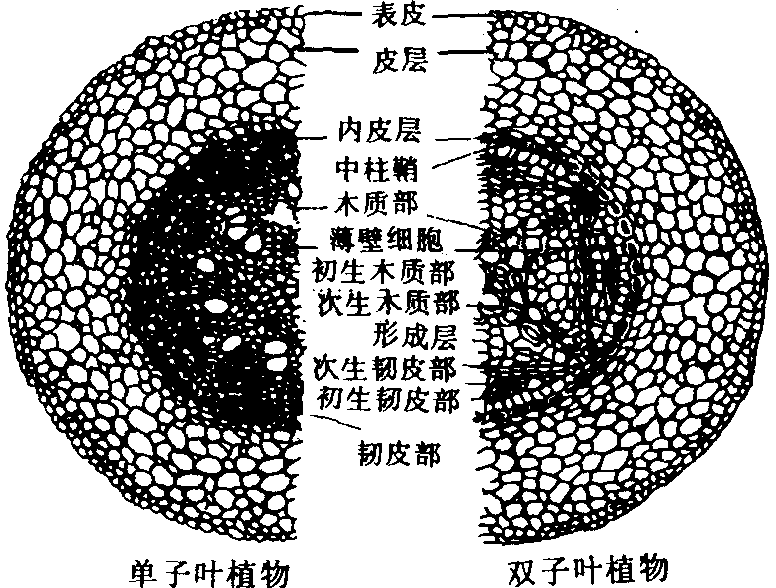 表皮
皮层
内皮层
中柱鞘
木质部
薄壁细胞
初生木质部
次生木质部
形成层
次生韧皮部
初生韧皮部
韧皮部
单子叶植物
双子叶植物